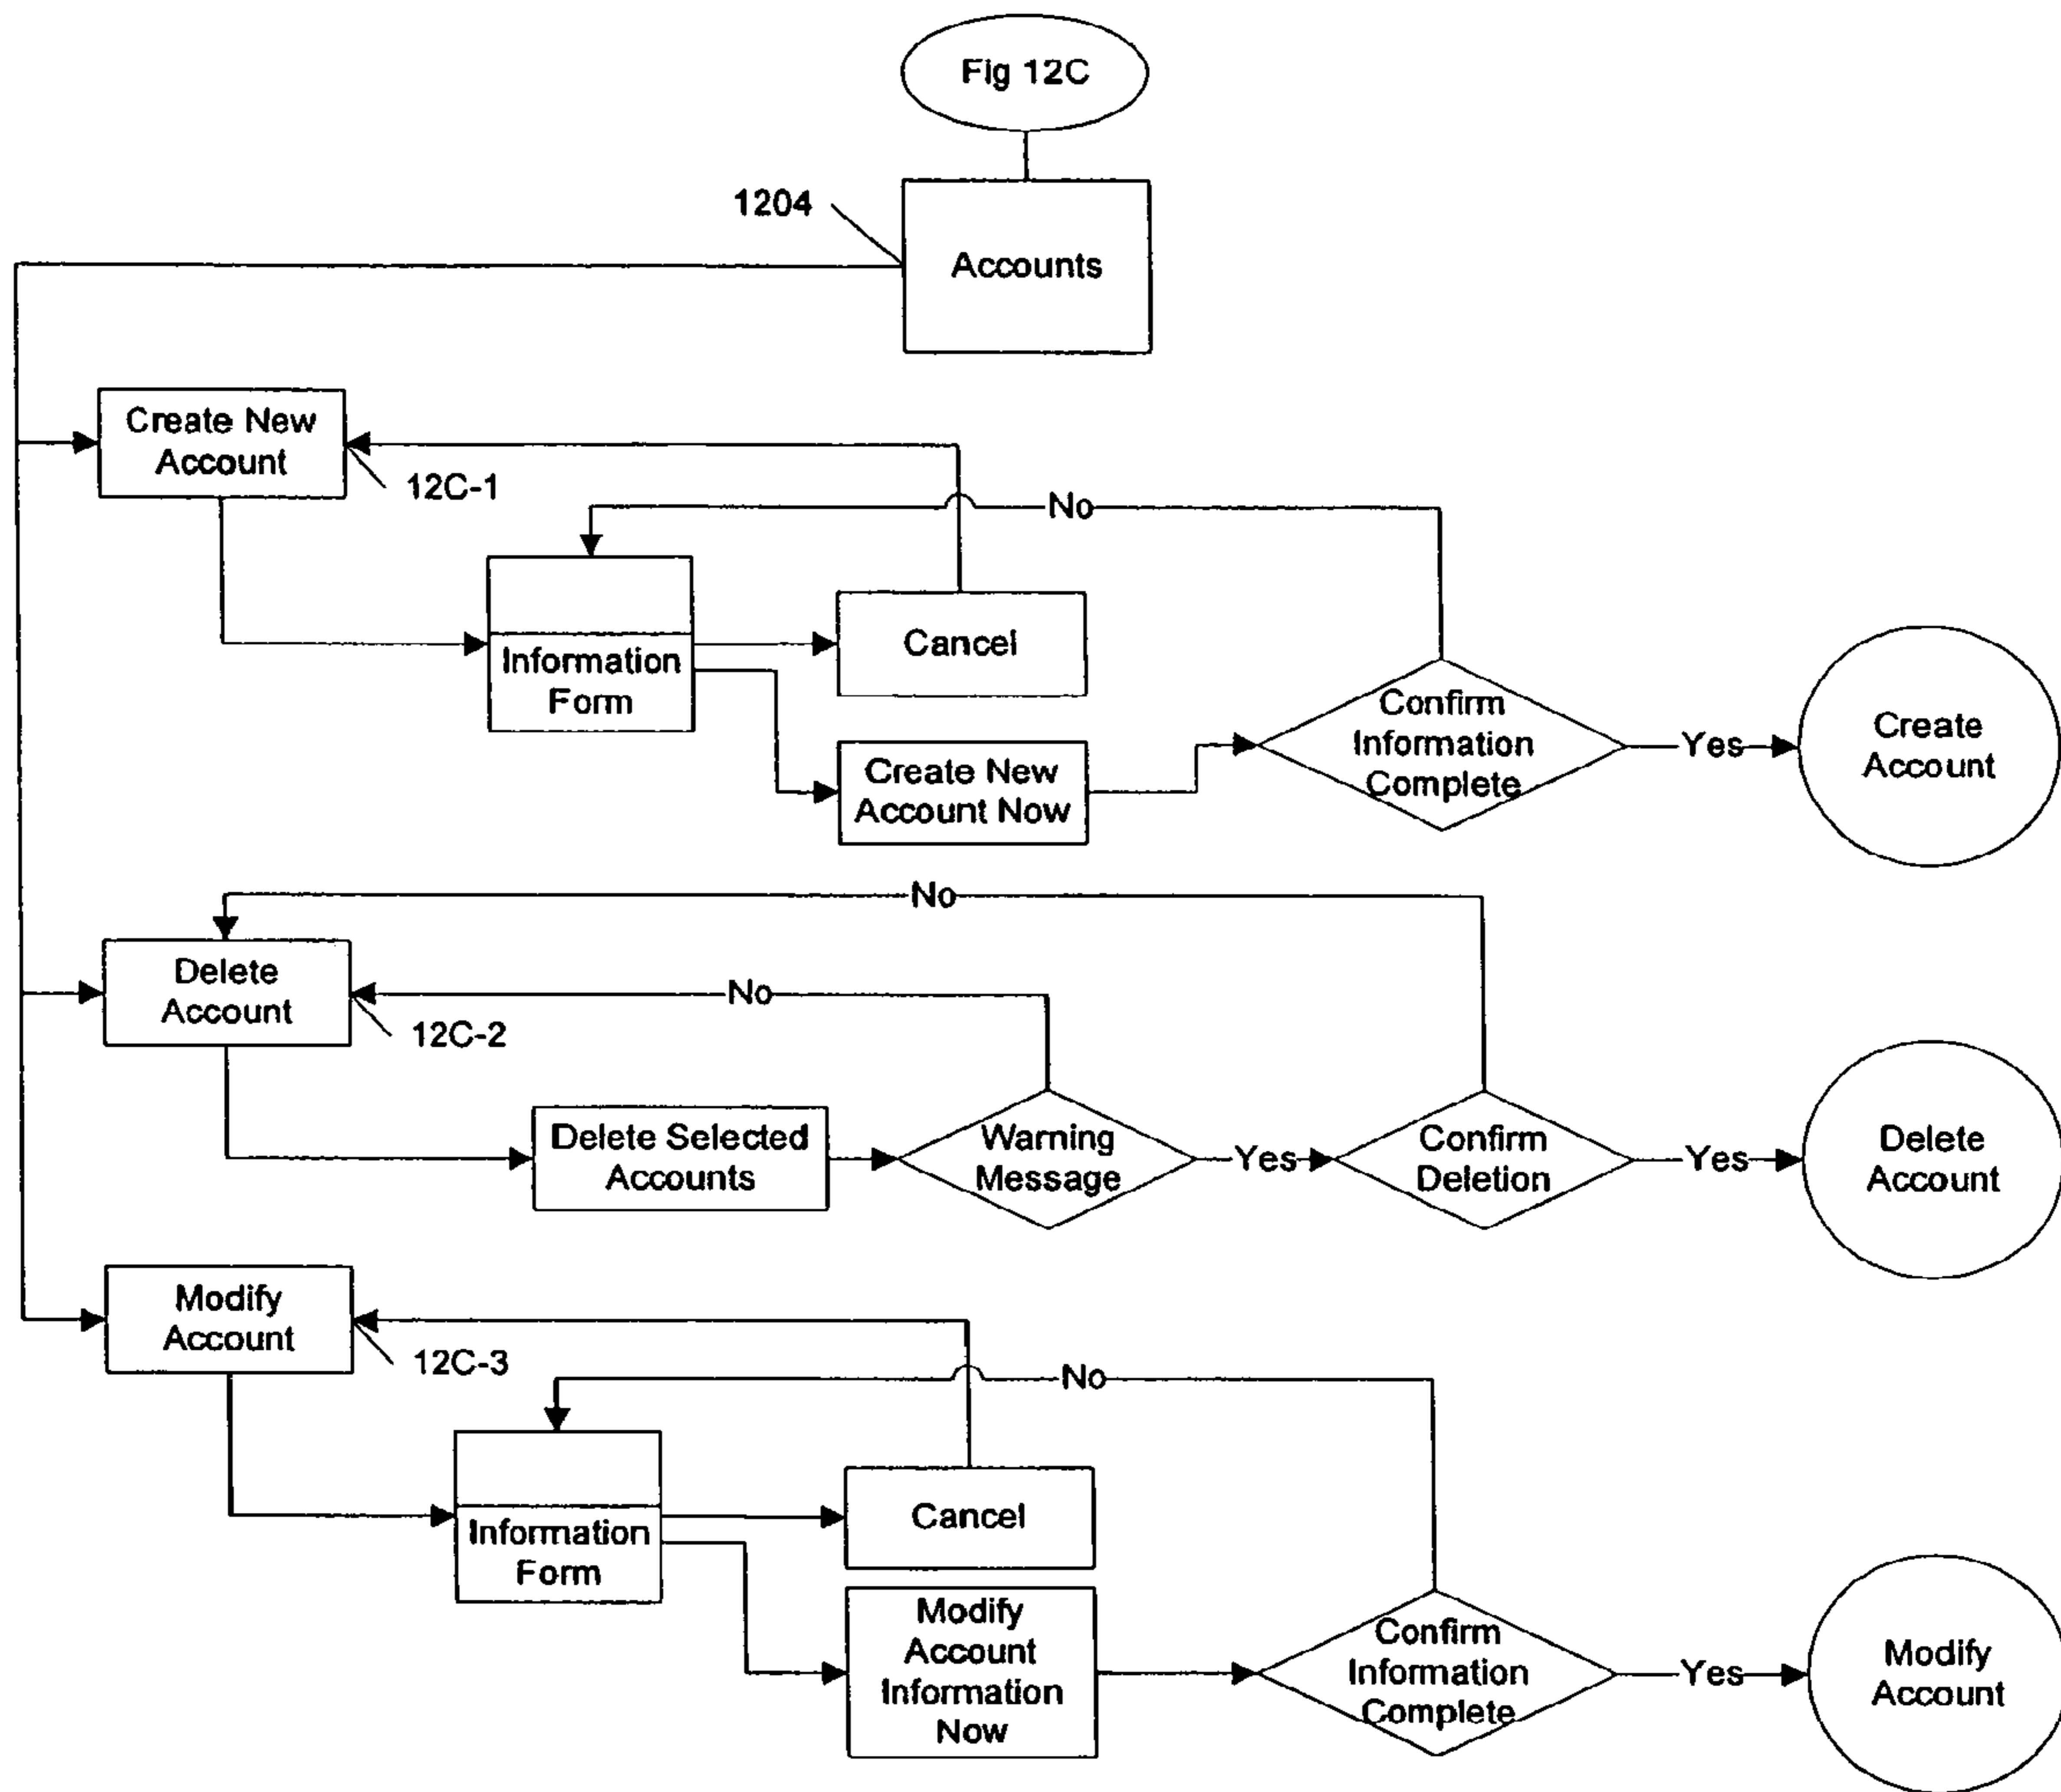 Fig 12C
1204
Accounts
Create New
Account
12C-1
No
Information
Form
Cancel
Create New
Account Now
Confirm
Information
Complete
Yes
Create
Account
No
Delete
Account
12C-2
No
Delete Selected
Accounts
Warning
Message
Yes
Confirm
Deletion
Yes
Delete
Account
Modify
Account
12C-3
No
Information
Form
Cancel
Modify
Account
Information
Now
Confirm
Information
Complete
Yes
Modify
Account